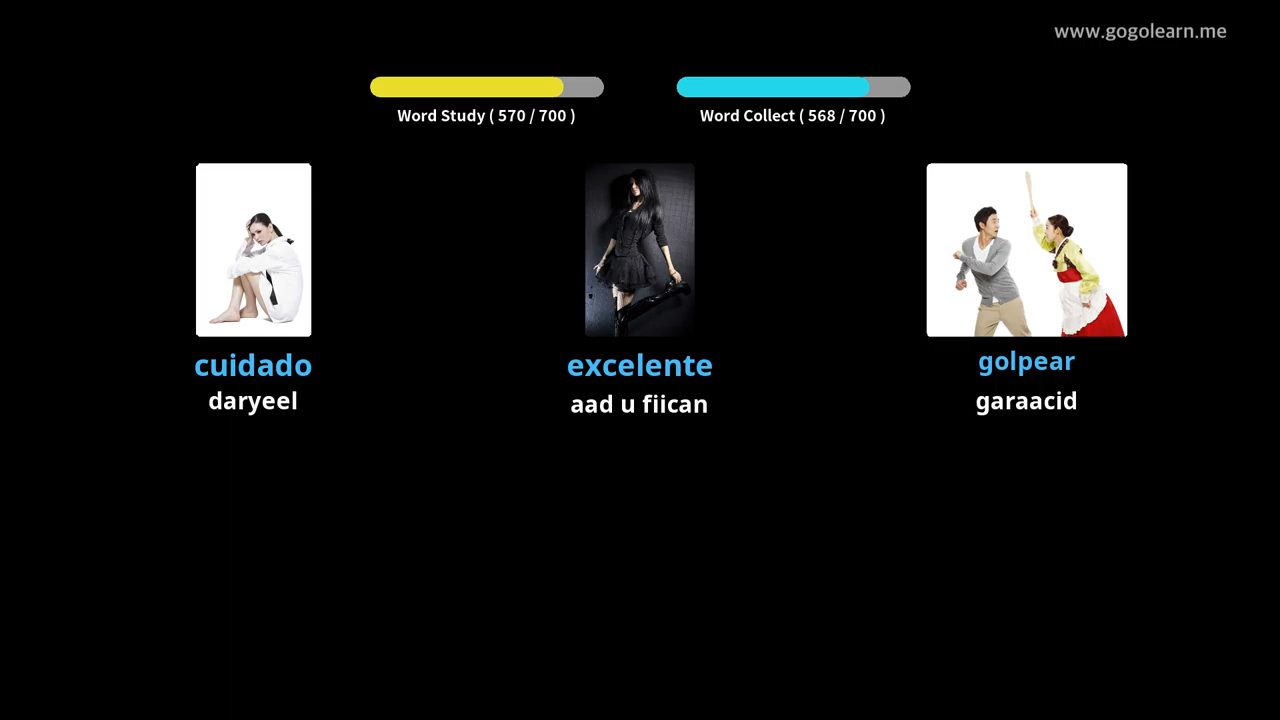 www.gogolearn.me
Word Study ( 570 / 700 )
Word Collect ( 568 / 700 )
cuidado
daryeel
excelente
aad u fiican
golpear
garaacid